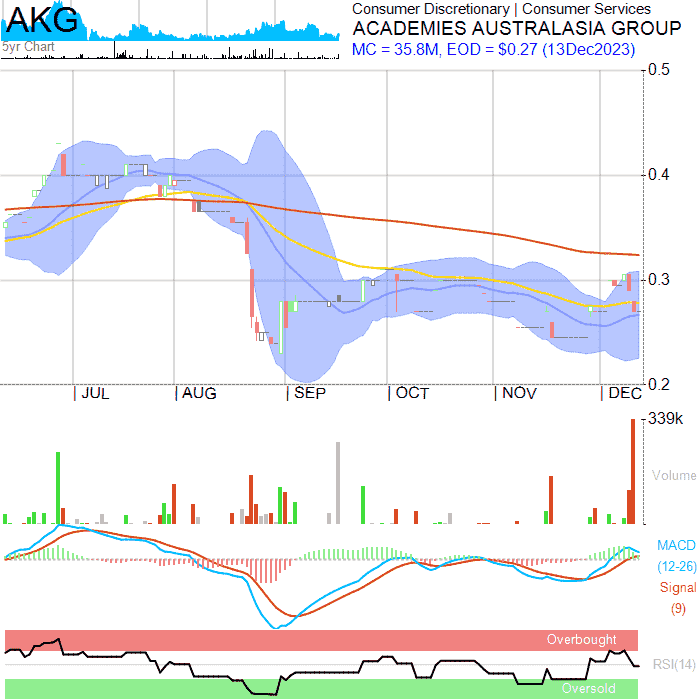 AKG
5yr Chart
Consumer Discretionary | Consumer Services
ACADEMIES AUSTRALASIA GROUP
MC = 35.8M, EOD = $0.27 (13Dec2023)
0.5
0.4
0.3
0.2
JUL AUG SEP OCT NOV DEC
339k
Volume
MACD
(12-26)
Signal
(9)
Overbought
RSI(14)
Oversold